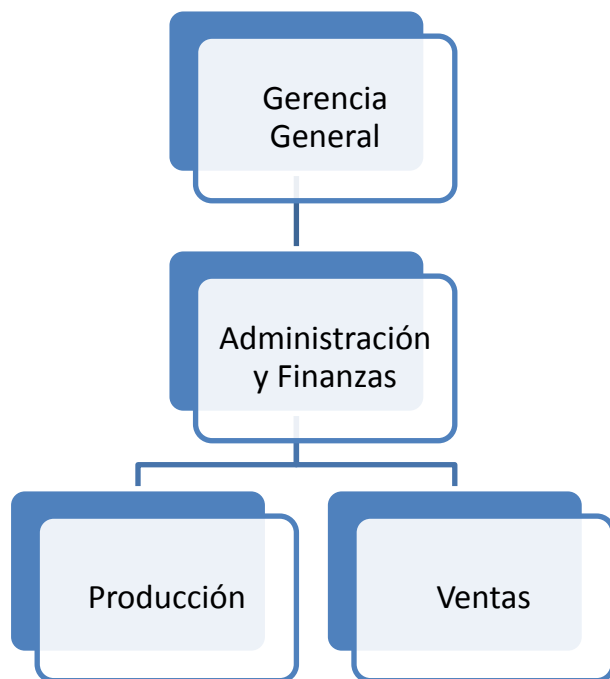 Gerencia
General
Administración
y Finanzas
Producción
Ventas